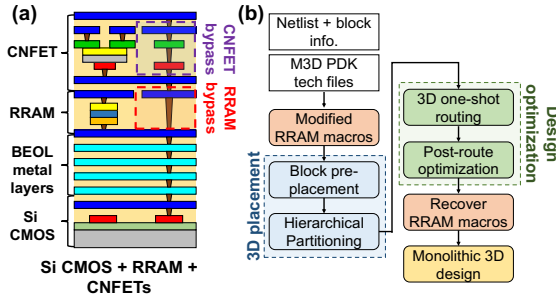 (a)
CNFET
RRAM
BEOL
metal
layers
Si
CMOS
CNFET
bypass
RRAM
bypass
Si CMOS + RRAM +
CNFETs
(b)
Netlist + block
info.
M3D PDK
tech files
Modified
RRAM macros
3D placement
Block pre-
placement
Hierarchical
Partitioning
3D one-shot
routing
Post-route
optimization
Design
optimization
Recover
RRAM macros
Monolithic 3D
design